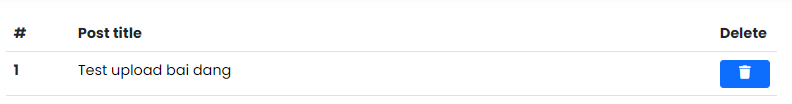 # Post title Delete
1 Test upload bai dang